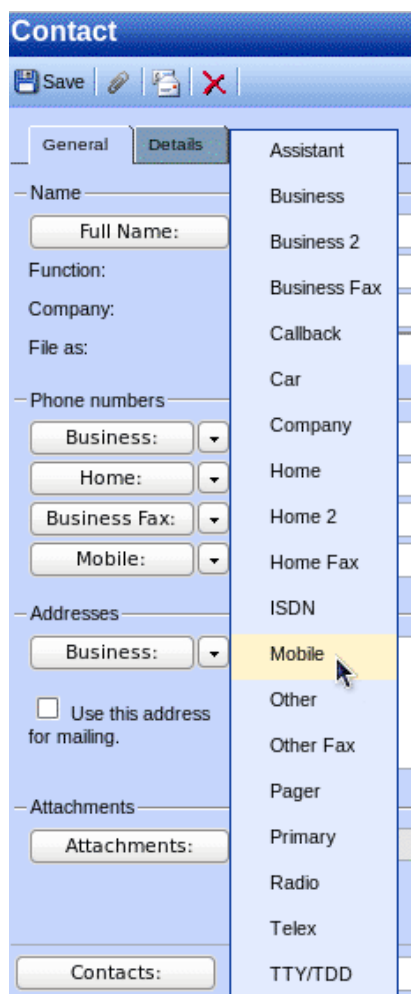 Contact
Save
General
Details
Name
Full Name:
Function:
Company:
File as:
Phone numbers
Business:
Home:
Business Fax:
Mobile:
Addresses
Business:
Use this address
for mailing.
Attachments
Attachments:
Contacts:
Assistant
Business
Business 2
Business Fax
Callback
Car
Company
Home
Home 2
Home Fax
ISDN
Mobile
Other
Other Fax
Pager
Primary
Radio
Telex
TTY/TDD